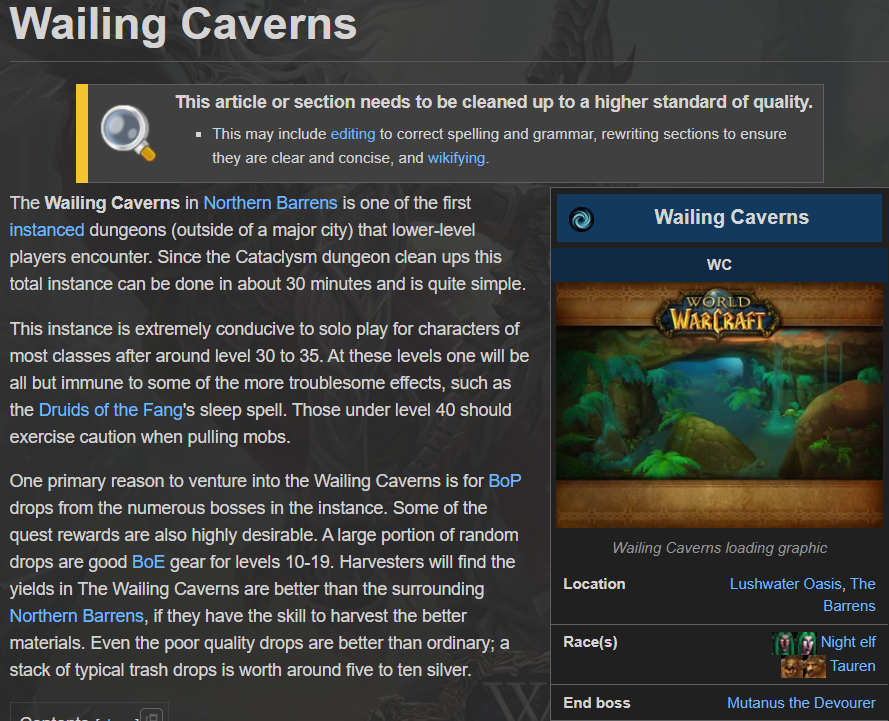 Wailing Caverns
This article or section needs to be cleaned up to a higher standard of quality.
This may include editing to correct spelling and grammar, rewriting sections to ensure
they are clear and concise, and wikifying.
The Wailing Caverns in Northern Barrens is one of the first
instanced dungeons (outside of a major city) that lower-level
players encounter. Since the Cataclysm dungeon clean ups this
total instance can be done in about 30 minutes and is quite simple.
This instance is extremely conducive to solo play for characters of
most classes after around level 30 to 35. At these levels one will be
all but immune to some of the more troublesome effects, such as
the Druids of the Fang's sleep spell. Those under level 40 should
exercise caution when pulling mobs.
One primary reason to venture into the Wailing Caverns is for BoP
drops from the numerous bosses in the instance. Some of the
quest rewards are also highly desirable. A large portion of random
drops are good BoE gear for levels 10-19. Harvesters will find the
yields in The Wailing Caverns are better than the surrounding
Northern Barrens, if they have the skill to harvest the better
materials. Even the poor quality drops are better than ordinary; a
stack of typical trash drops is worth around five to ten silver.
Wailing Caverns
WC
WORLD
WARCRAFT
Wailing Caverns loading graphic
Location
Lushwater Oasis, The
Barrens
Race(s)
Night elf
Tauren
End boss
Mutanus the Devourer
Contents